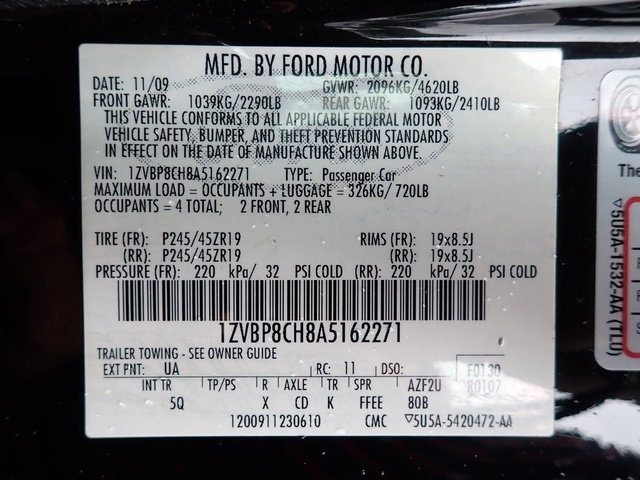 MFD. BY FORD MOTOR CO.
DATE: 11/09 GVWR: 2096KG/4620LB
FRONT GAWR: 1039KG/2290LB REAR GAWR: 1093KG/2410LB
THIS VEHICLE CONFORMS TO ALL APPLICABLE FEDERAL MOTOR
VEHICLE SAFETY, BUMPER, AND THEFT PREVENTION STANDARDS
IN EFFECT ON THE DATE OF MANUFACTURE SHOWN ABOVE.
VIN: 1ZVBP8CH8A5162271 TYPE: Passenger Car
MAXIMUM LOAD = OCCUPANTS + LUGGAGE = 326KG/720LB
OCCUPANTS = 4 TOTAL; 2 FRONT, 2 REAR
TIRE (FR): P245/45ZR19 RIMS (FR): 19x8.5J
(RR): P245/45ZR19 (RR): 19x8.5J
PRESSURE (FR): 220 kPa/ 32 PSI COLD (RR): 220 kPa/ 32 PSI COLD
1ZVBP8CH8A5162271
TRAILER TOWING - SEE OWNER GUIDE
EXT PNT: UA RC: 11 DSO: F0130
INT TR TP/PS R AXLE TR SPR AZF2U R0107
5Q X CD K FFEE 80B
1200911230610 CMC ▽5U5A-5420472-AA
The
▽5U5A-1532-AA (TLU)